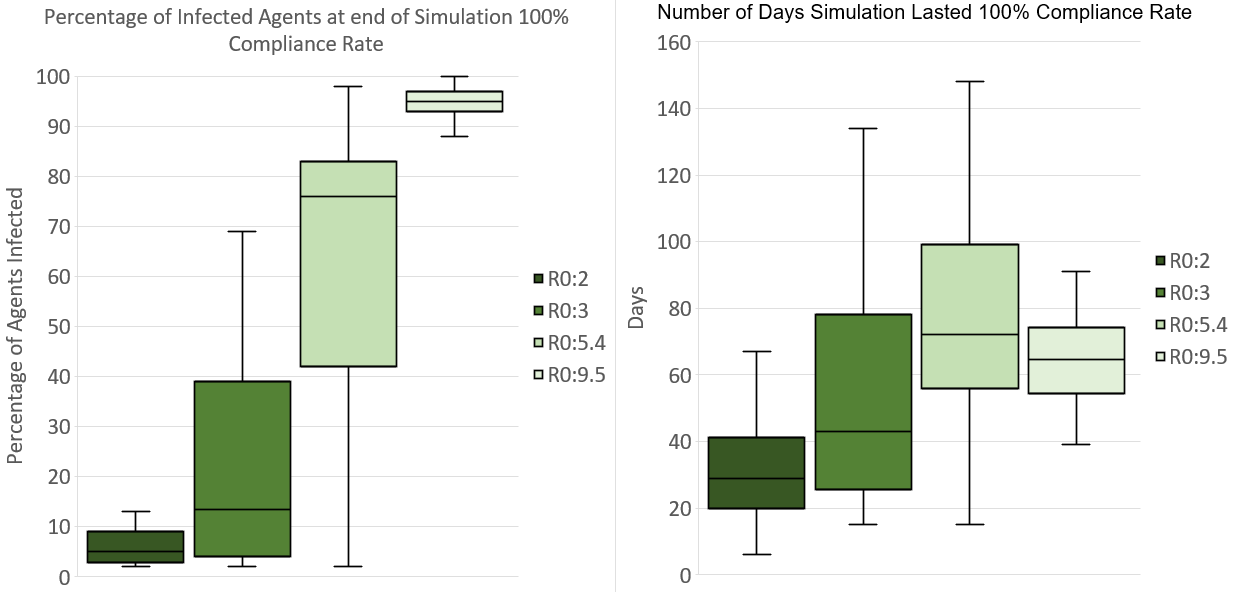 Percentage of Infected Agents at end of Simulation 100%
Compliance Rate
100
90
80
70
60
50
40
30
20
10
0
Percentage of Agents Infected
R0:2
R0:3
R0:5.4
R0:9.5
Number of Days Simulation Lasted 100% Compliance Rate
160
140
120
100
80
60
40
20
0
Days
R0:2
R0:3
R0:5.4
R0:9.5